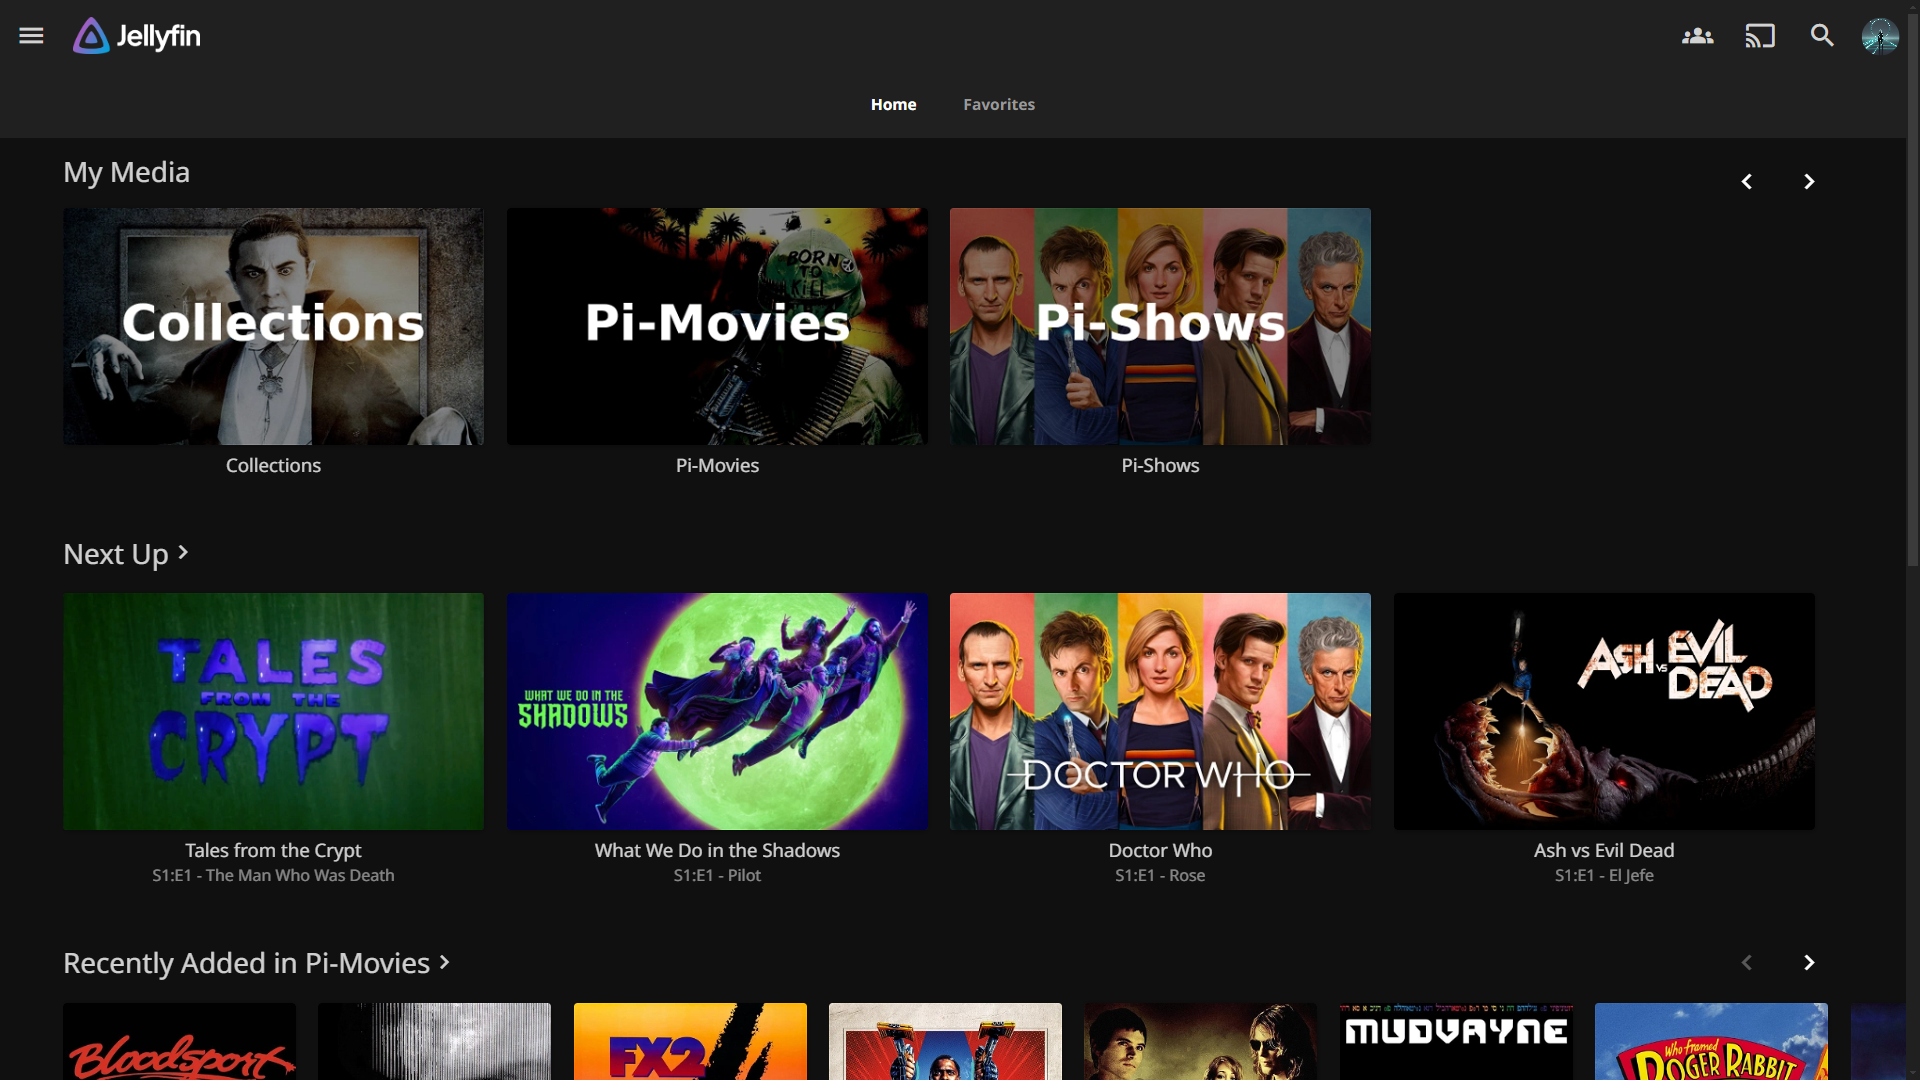 Jellyfin
Home
Favorites
My Media
Collections
BORN
TO
KILL
Pi-Movies
Pi-Shows
Collections
Pi-Movies
Pi-Shows
Next Up
TALES
FROM THE
CRYPT
WHAT WE DO IN THE
SHADOWS
DOCTOR WHO
ASH vs EVIL
DEAD
Tales from the Crypt
S1:E1 - The Man Who Was Death
What We Do in the Shadows
S1:E1 - Pilot
Doctor Who
S1:E1 - Rose
Ash vs Evil Dead
S1:E1 - El Jefe
Recently Added in Pi-Movies
Bloodsport
FX2
MUDVAYNE
Who framed
ROGER RABBIT